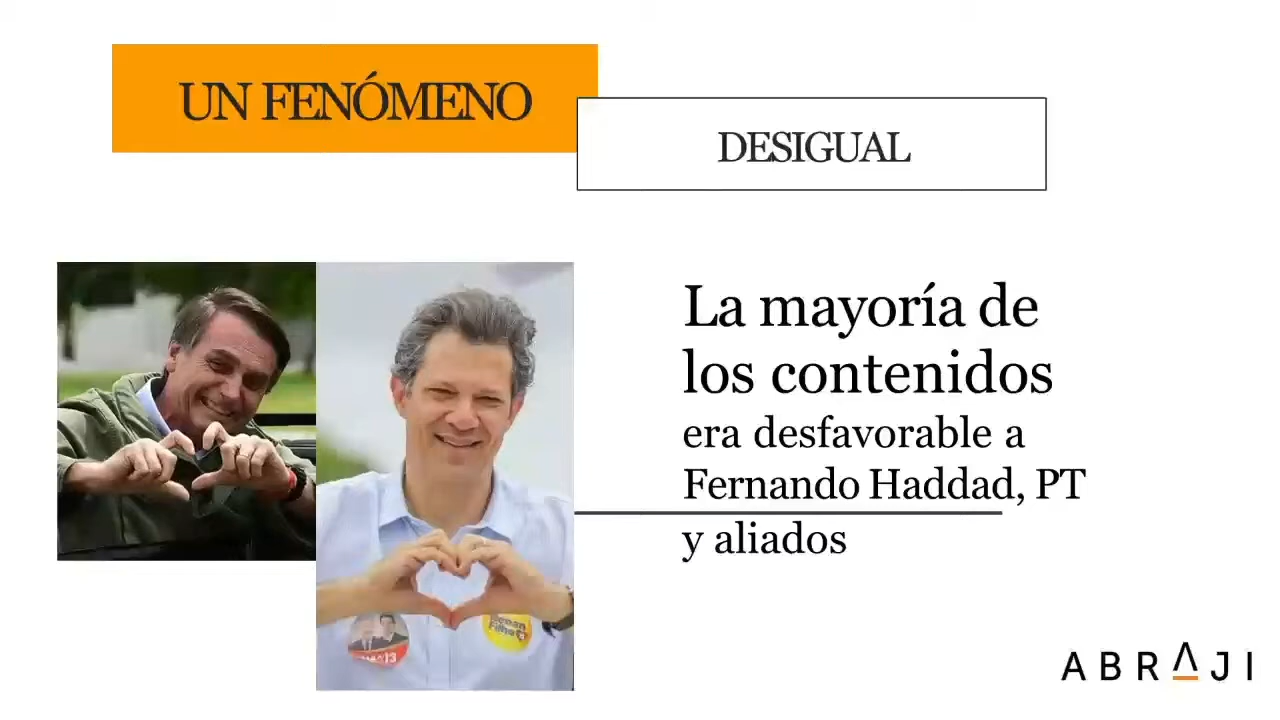 UN FENÓMENO
DESIGUAL
La mayoría de
los contenidos
era desfavorable a
Fernando Haddad, PT
y aliados
ABRAJI